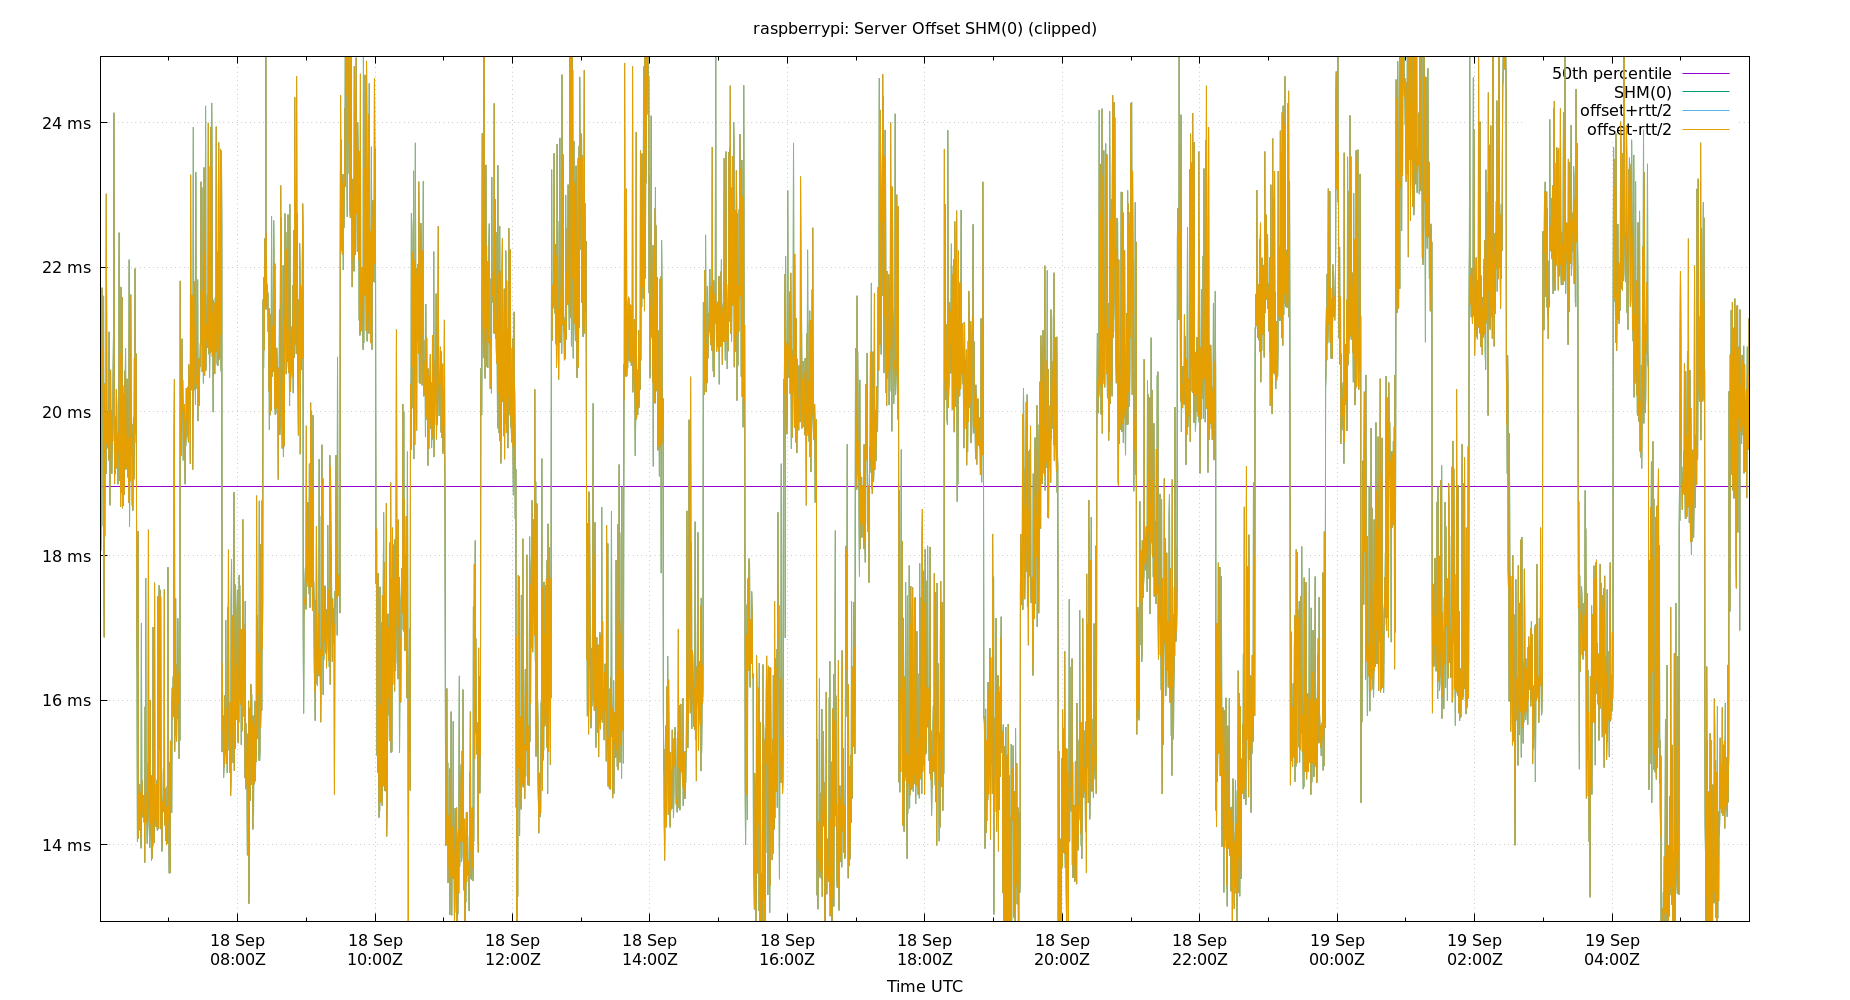 raspberrypi: Server Offset SHM(0) (clipped)
50th percentile
SHM(0)
offset+rtt/2
offset-rtt/2
24 ms
22 ms
20 ms
18 ms
16 ms
14 ms
18 Sep 18 Sep 18 Sep 18 Sep 18 Sep 18 Sep 18 Sep 18 Sep 19 Sep 19 Sep 19 Sep
08:00Z 10:00Z 12:00Z 14:00Z 16:00Z 18:00Z 20:00Z 22:00Z 00:00Z 02:00Z 04:00Z
Time UTC